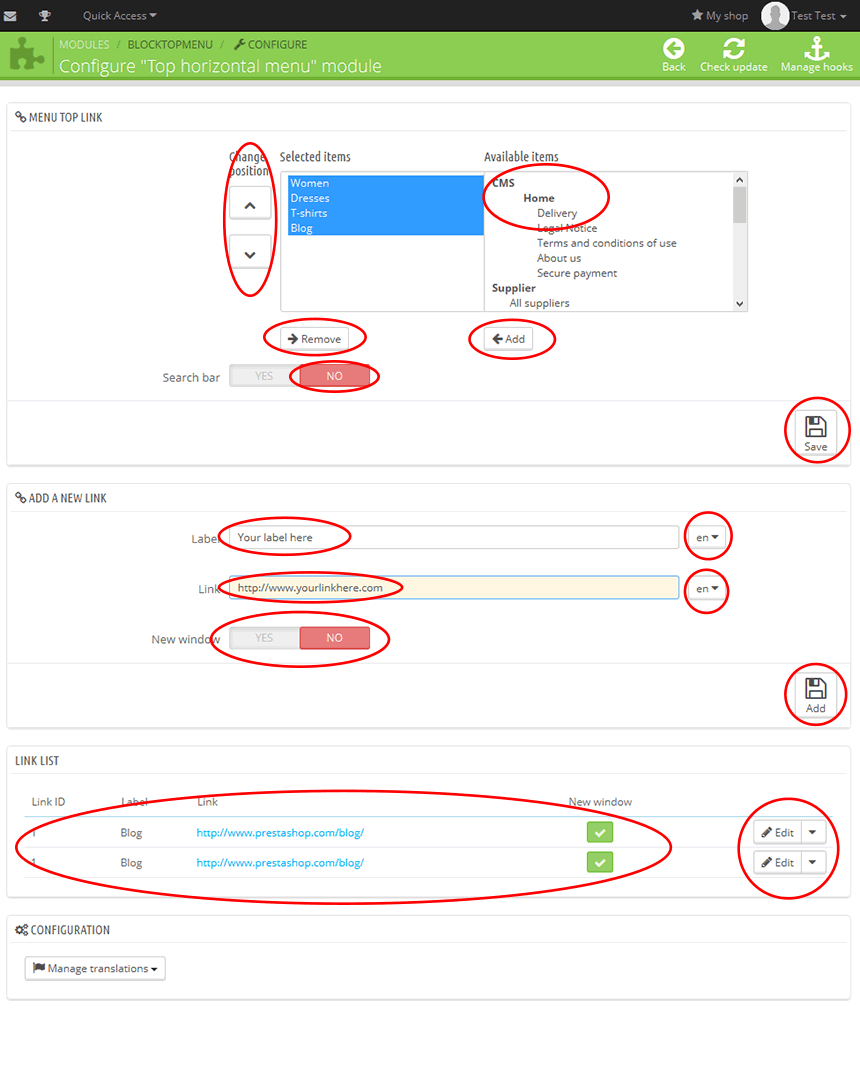 Quick Access
My shop
Test Test
MODULES / BLOCKTOPMENU / CONFIGURE
Configure "Top horizontal menu" module
Back
Check update
Manage hooks
MENU TOP LINK
Change position
Selected items
Available items
Women
Dresses
T-shirts
Blog
CMS
Home
Delivery
Legal Notice
Terms and conditions of use
About us
Secure payment
Supplier
All suppliers
Remove
Add
Search bar
YES
NO
Save
ADD A NEW LINK
Label
Your label here
en
Link
http://www.yourlinkhere.com
en
New window
YES
NO
Add
LINK LIST
Link ID Label Link New window
1 Blog http://www.prestashop.com/blog/ Edit
1 Blog http://www.prestashop.com/blog/ Edit
CONFIGURATION
Manage translations